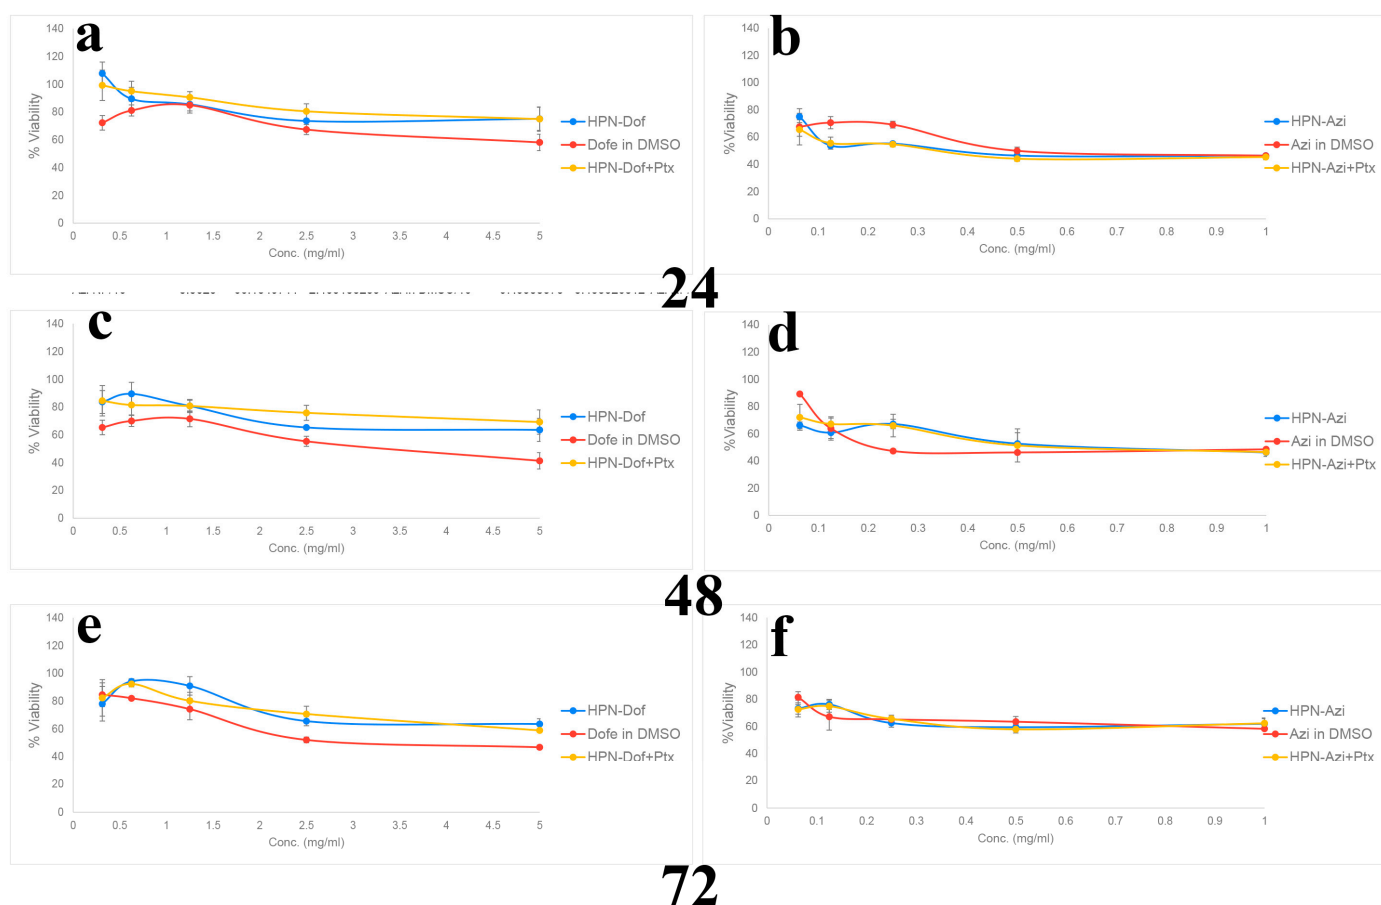 a
140
120
100
80
60
40
20
0
% Viability
0 0.5 1 1.5 2 2.5 3 3.5 4 4.5 5
Conc. (mg/ml)
HPN-Dof
Dofe in DMSO
HPN-Dof+Ptx
b
140
120
100
80
60
40
20
0
%Viability
0 0.1 0.2 0.3 0.4 0.5 0.6 0.7 0.8 0.9 1
Conc. (mg/ml)
HPN-Azi
Azi in DMSO
HPN-Azi+Ptx
24
c
140
120
100
80
60
40
20
0
% Viability
0 0.5 1 1.5 2 2.5 3 3.5 4 4.5 5
Conc. (mg/ml)
HPN-Dof
Dofe in DMSO
HPN-Dof+Ptx
d
140
120
100
80
60
40
20
0
%Viability
0 0.1 0.2 0.3 0.4 0.5 0.6 0.7 0.8 0.9 1
Conc. (mg/ml)
HPN-Azi
Azi in DMSO
HPN-Azi+Ptx
48
e
140
120
100
80
60
40
20
0
% Viability
0 0.5 1 1.5 2 2.5 3 3.5 4 4.5 5
Conc. (mg/ml)
HPN-Dof
Dofe in DMSO
HPN-Dof+Ptx
f
140
120
100
80
60
40
20
0
%Viability
0 0.1 0.2 0.3 0.4 0.5 0.6 0.7 0.8 0.9 1
Conc. (mg/ml)
HPN-Azi
Azi in DMSO
HPN-Azi+Ptx
72